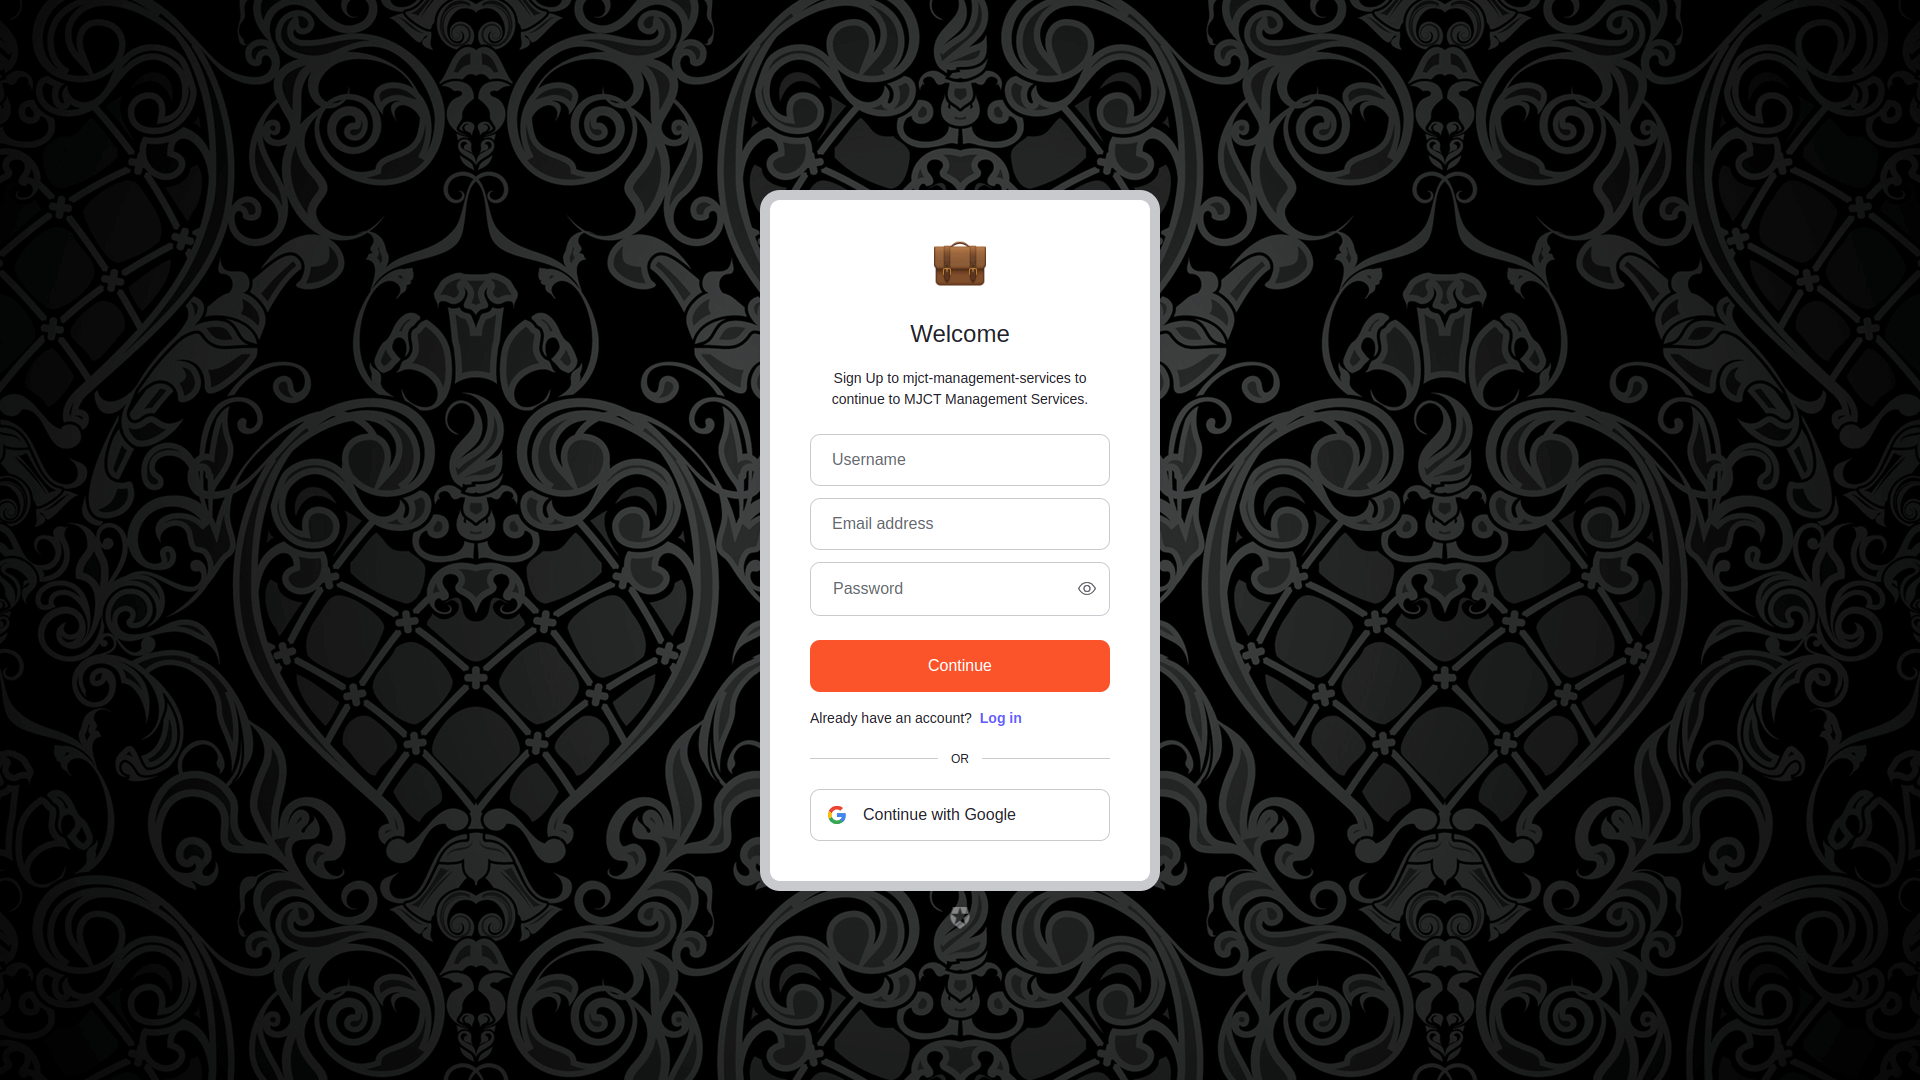 Welcome
Sign Up to mjct-management-services to
continue to MJCT Management Services.
Username
Email address
Password
Continue
Already have an account? Log in
OR
Continue with Google